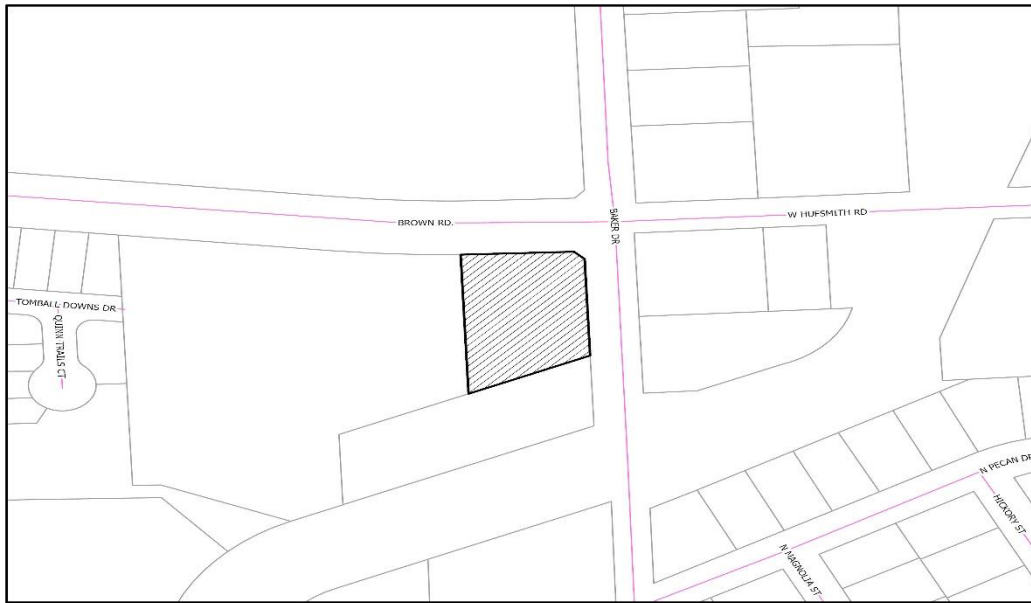 W HUFSMITH RD
BROWN RD.
BAKER DR
TOMBALL DOWNS DR
QUINN TRAILS CT
N PECAN DR
HICKORY ST
N MAGNOLIA ST